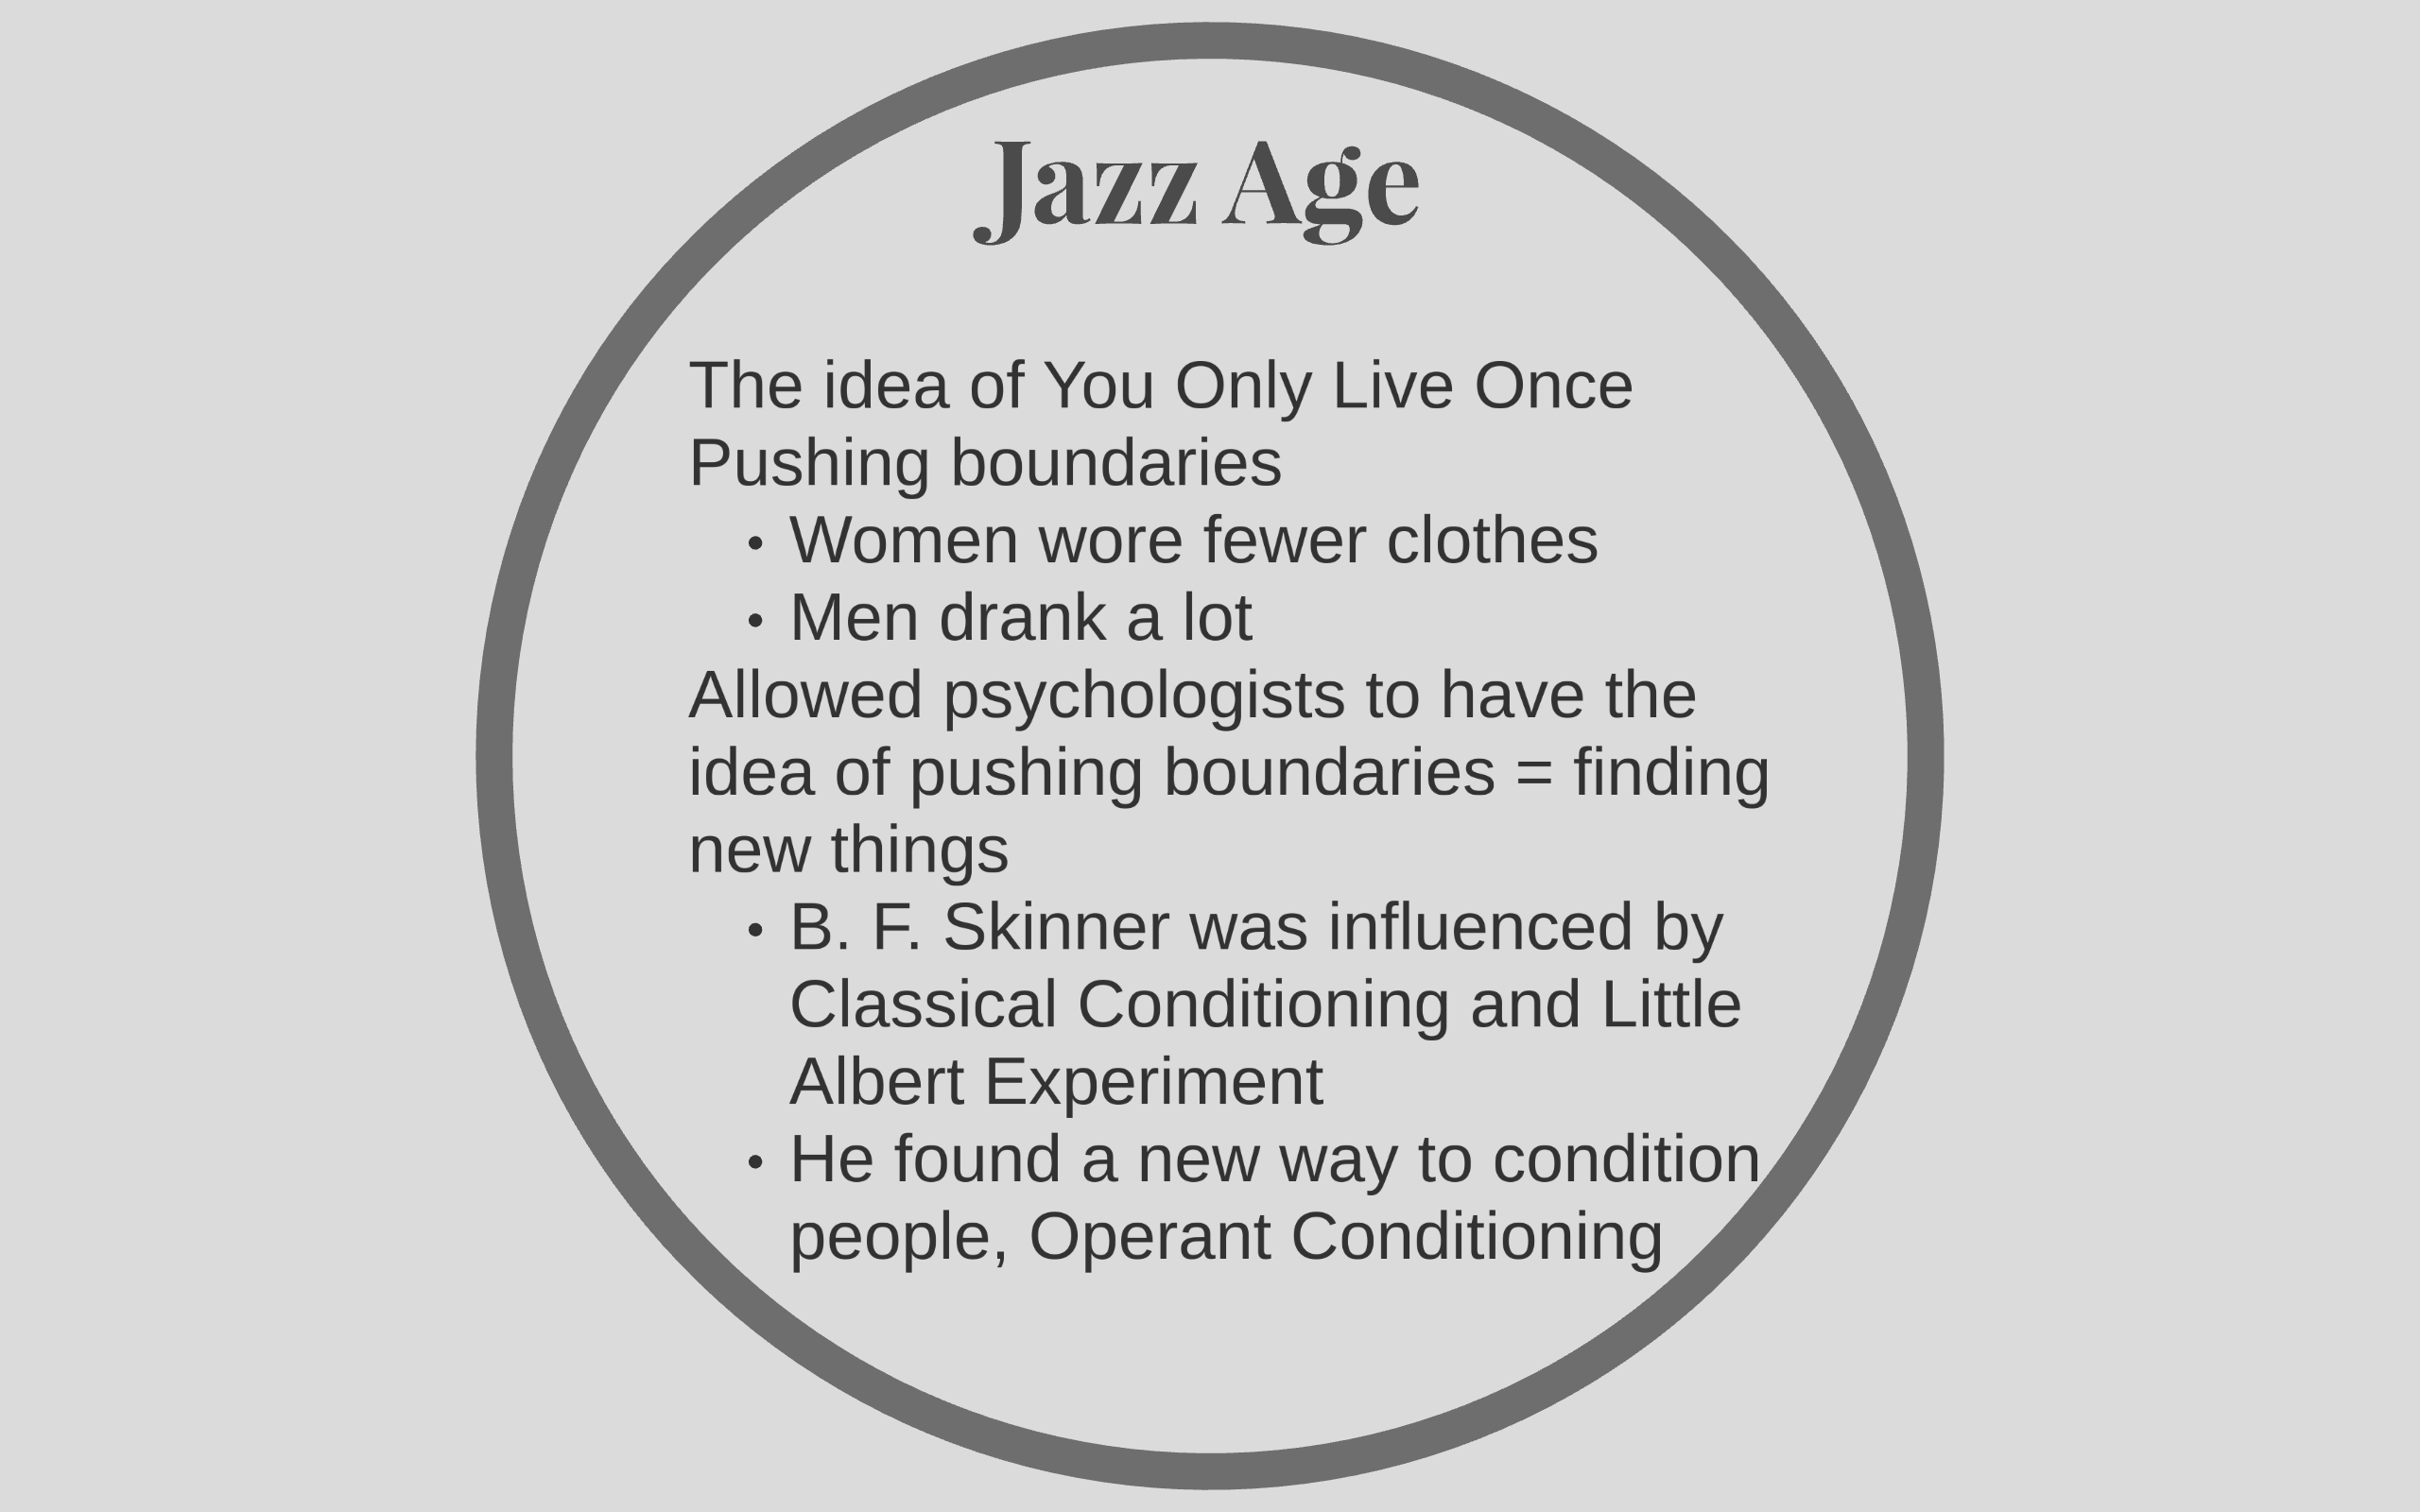 Jazz Age
The idea of You Only Live Once
Pushing boundaries
• Women wore fewer clothes
• Men drank a lot
Allowed psychologists to have the
idea of pushing boundaries = finding
new things
• B. F. Skinner was influenced by
Classical Conditioning and Little
Albert Experiment
• He found a new way to condition
people, Operant Conditioning